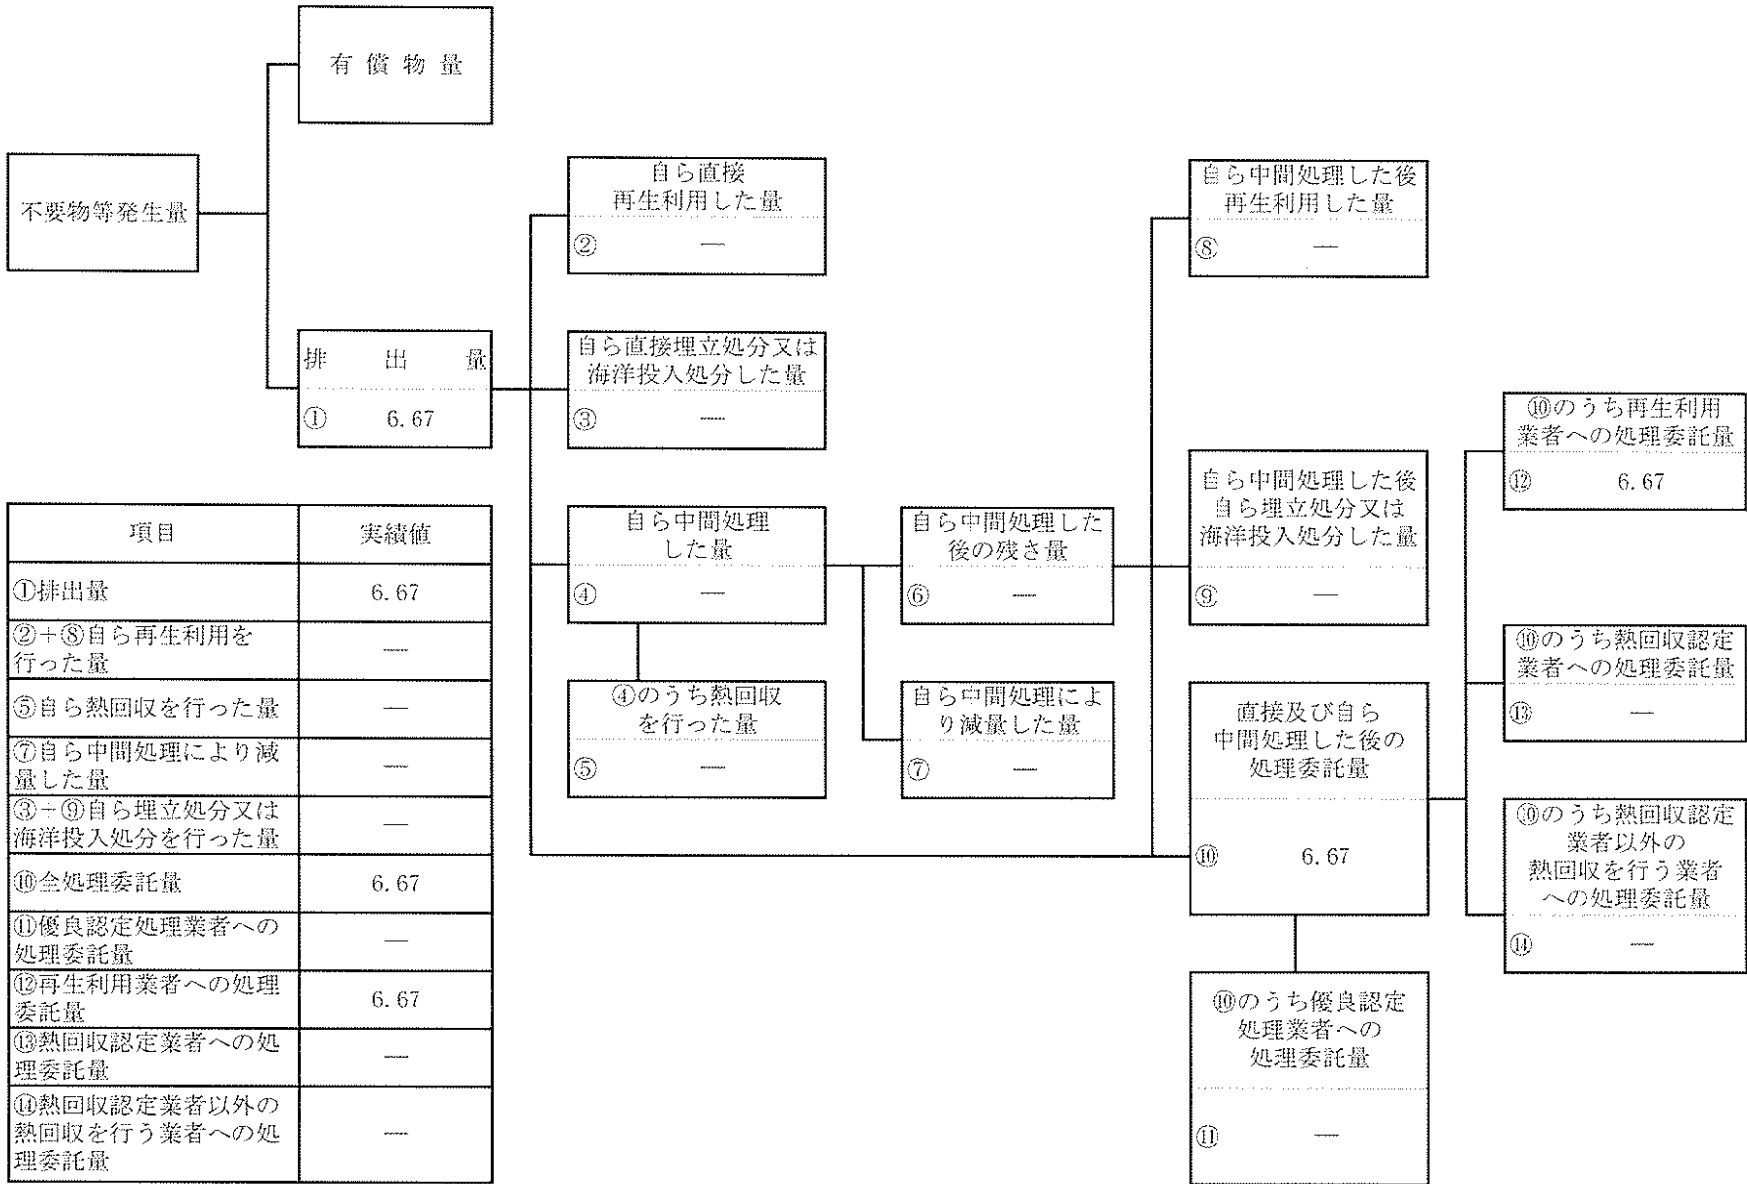 有償物量
不要物等発生量
排出量
① 6.67
自ら直接
再生利用した量
② ―
自ら直接埋立処分又は
海洋投入処分した量
③ ―
自ら中間処理
した量
④ ―
④のうち熱回収
を行った量
⑤ ―
自ら中間処理した
後の残さ量
⑥ ―
自ら中間処理によ
り減量した量
⑦ ―
自ら中間処理した後
再生利用した量
⑧ ―
自ら中間処理した後
自ら埋立処分又は
海洋投入処分した量
⑨ ―
直接及び自ら
中間処理した後の
処理委託量
⑩ 6.67
⑩のうち優良認定
処理業者への
処理委託量
⑪ ―
⑩のうち再生利用
業者への処理委託量
⑫ 6.67
⑩のうち熱回収認定
業者への処理委託量
⑬ ―
⑩のうち熱回収認定
業者以外の
熱回収を行う業者
への処理委託量
⑭ ―
項目 実績値
①排出量 6.67
②+⑧自ら再生利用を
行った量 ―
⑤自ら熱回収を行った量 ―
⑦自ら中間処理により減
量した量 ―
③+⑨自ら埋立処分又は
海洋投入処分を行った量 ―
⑩全処理委託量 6.67
⑪優良認定処理業者への
処理委託量 ―
⑫再生利用業者への処理
委託量 6.67
⑬熱回収認定業者への処
理委託量 ―
⑭熱回収認定業者以外の
熱回収を行う業者への処
理委託量 ―